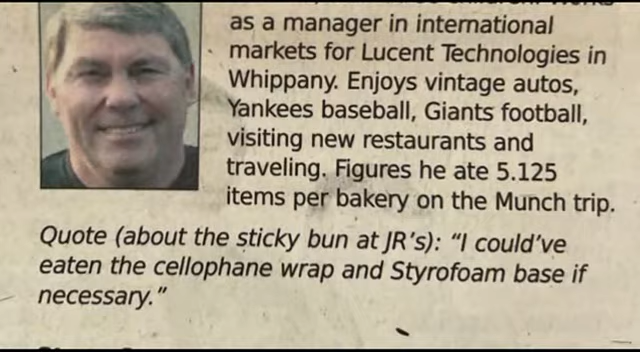 as a manager in international
markets for Lucent Technologies in
Whippany. Enjoys vintage autos,
Yankees baseball, Giants football,
visiting new restaurants and
traveling. Figures he ate 5.125
items per bakery on the Munch trip.
Quote (about the sticky bun at JR's): "I could've
eaten the cellophane wrap and Styrofoam base if
necessary."